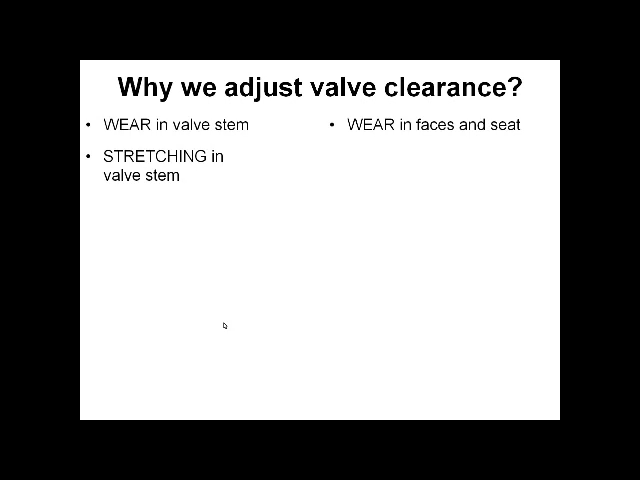 Why we adjust valve clearance?
• WEAR in valve stem
• STRETCHING in
valve stem
• WEAR in faces and seat